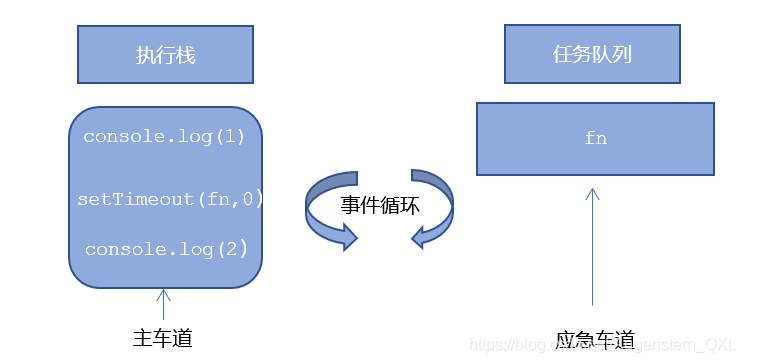 执行栈
任务队列
console.log(1)
fn
setTimeout(fn,0)
事件循环
console.log(2)
主车道
应急车道
https://blog.
genstern_QXL